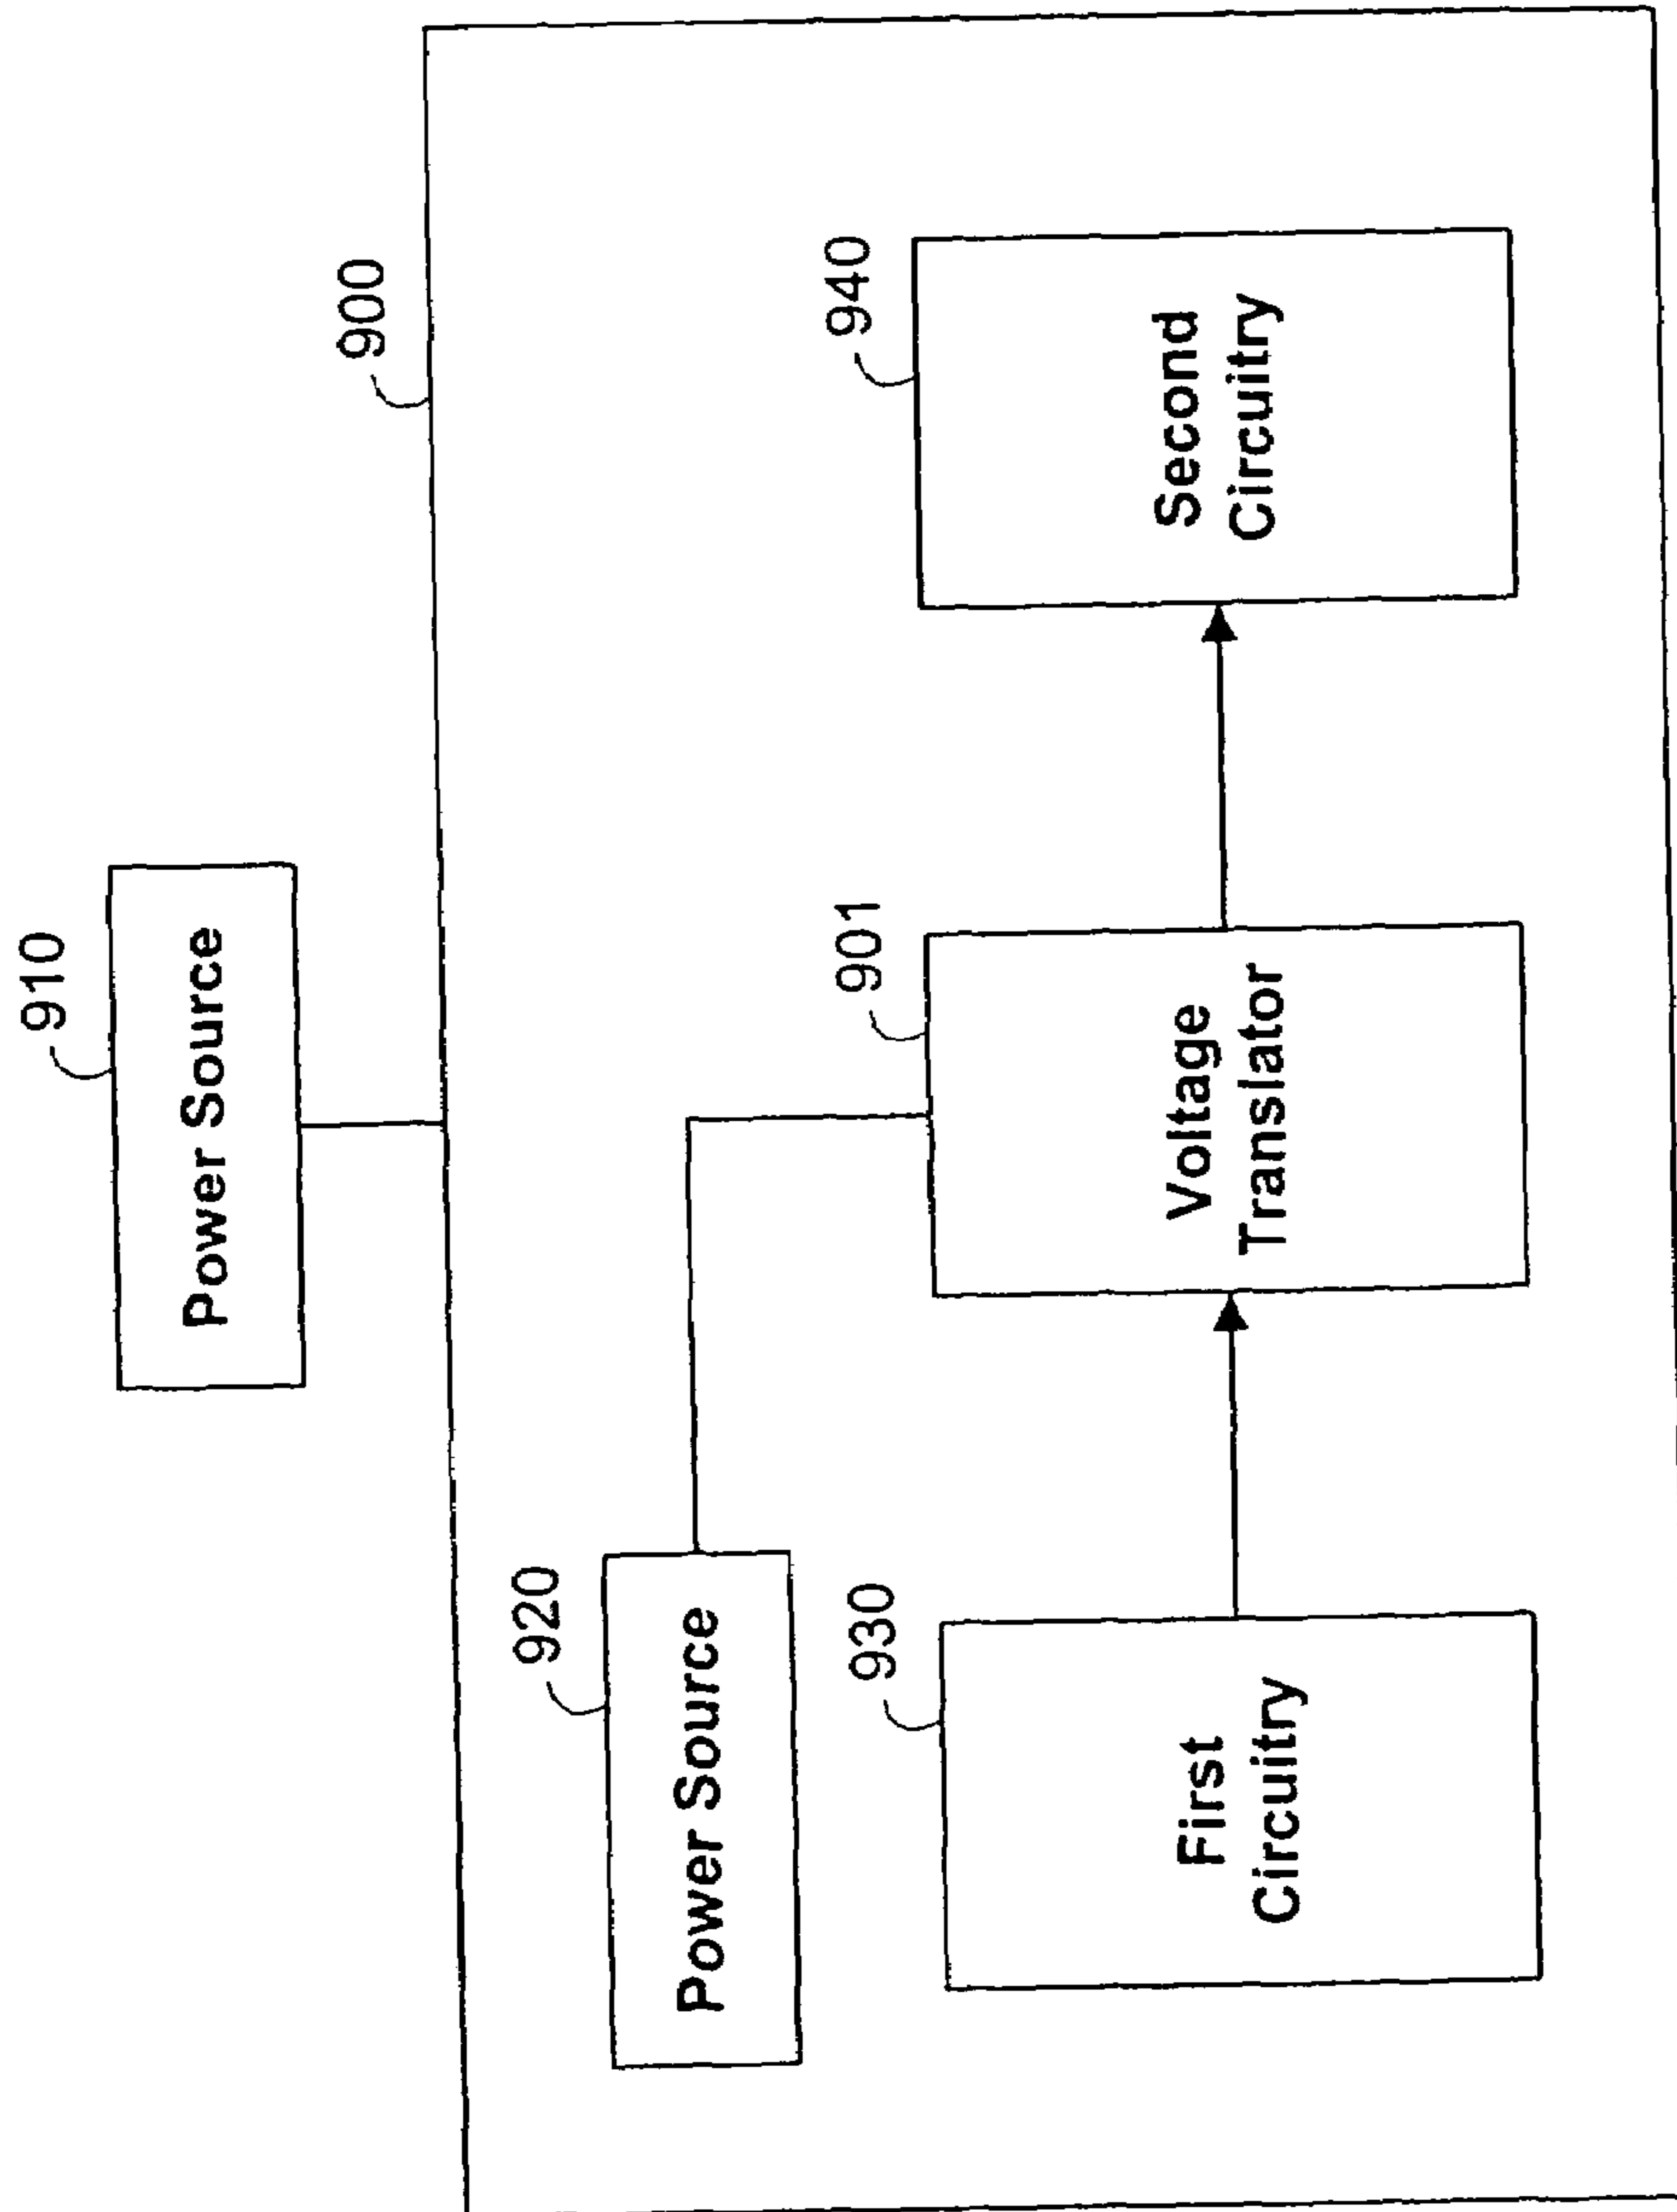 910
Power Source
900
920
Power Source
930
First
Circuitry
901
Voltage
Translator
940
Second
Circuitry